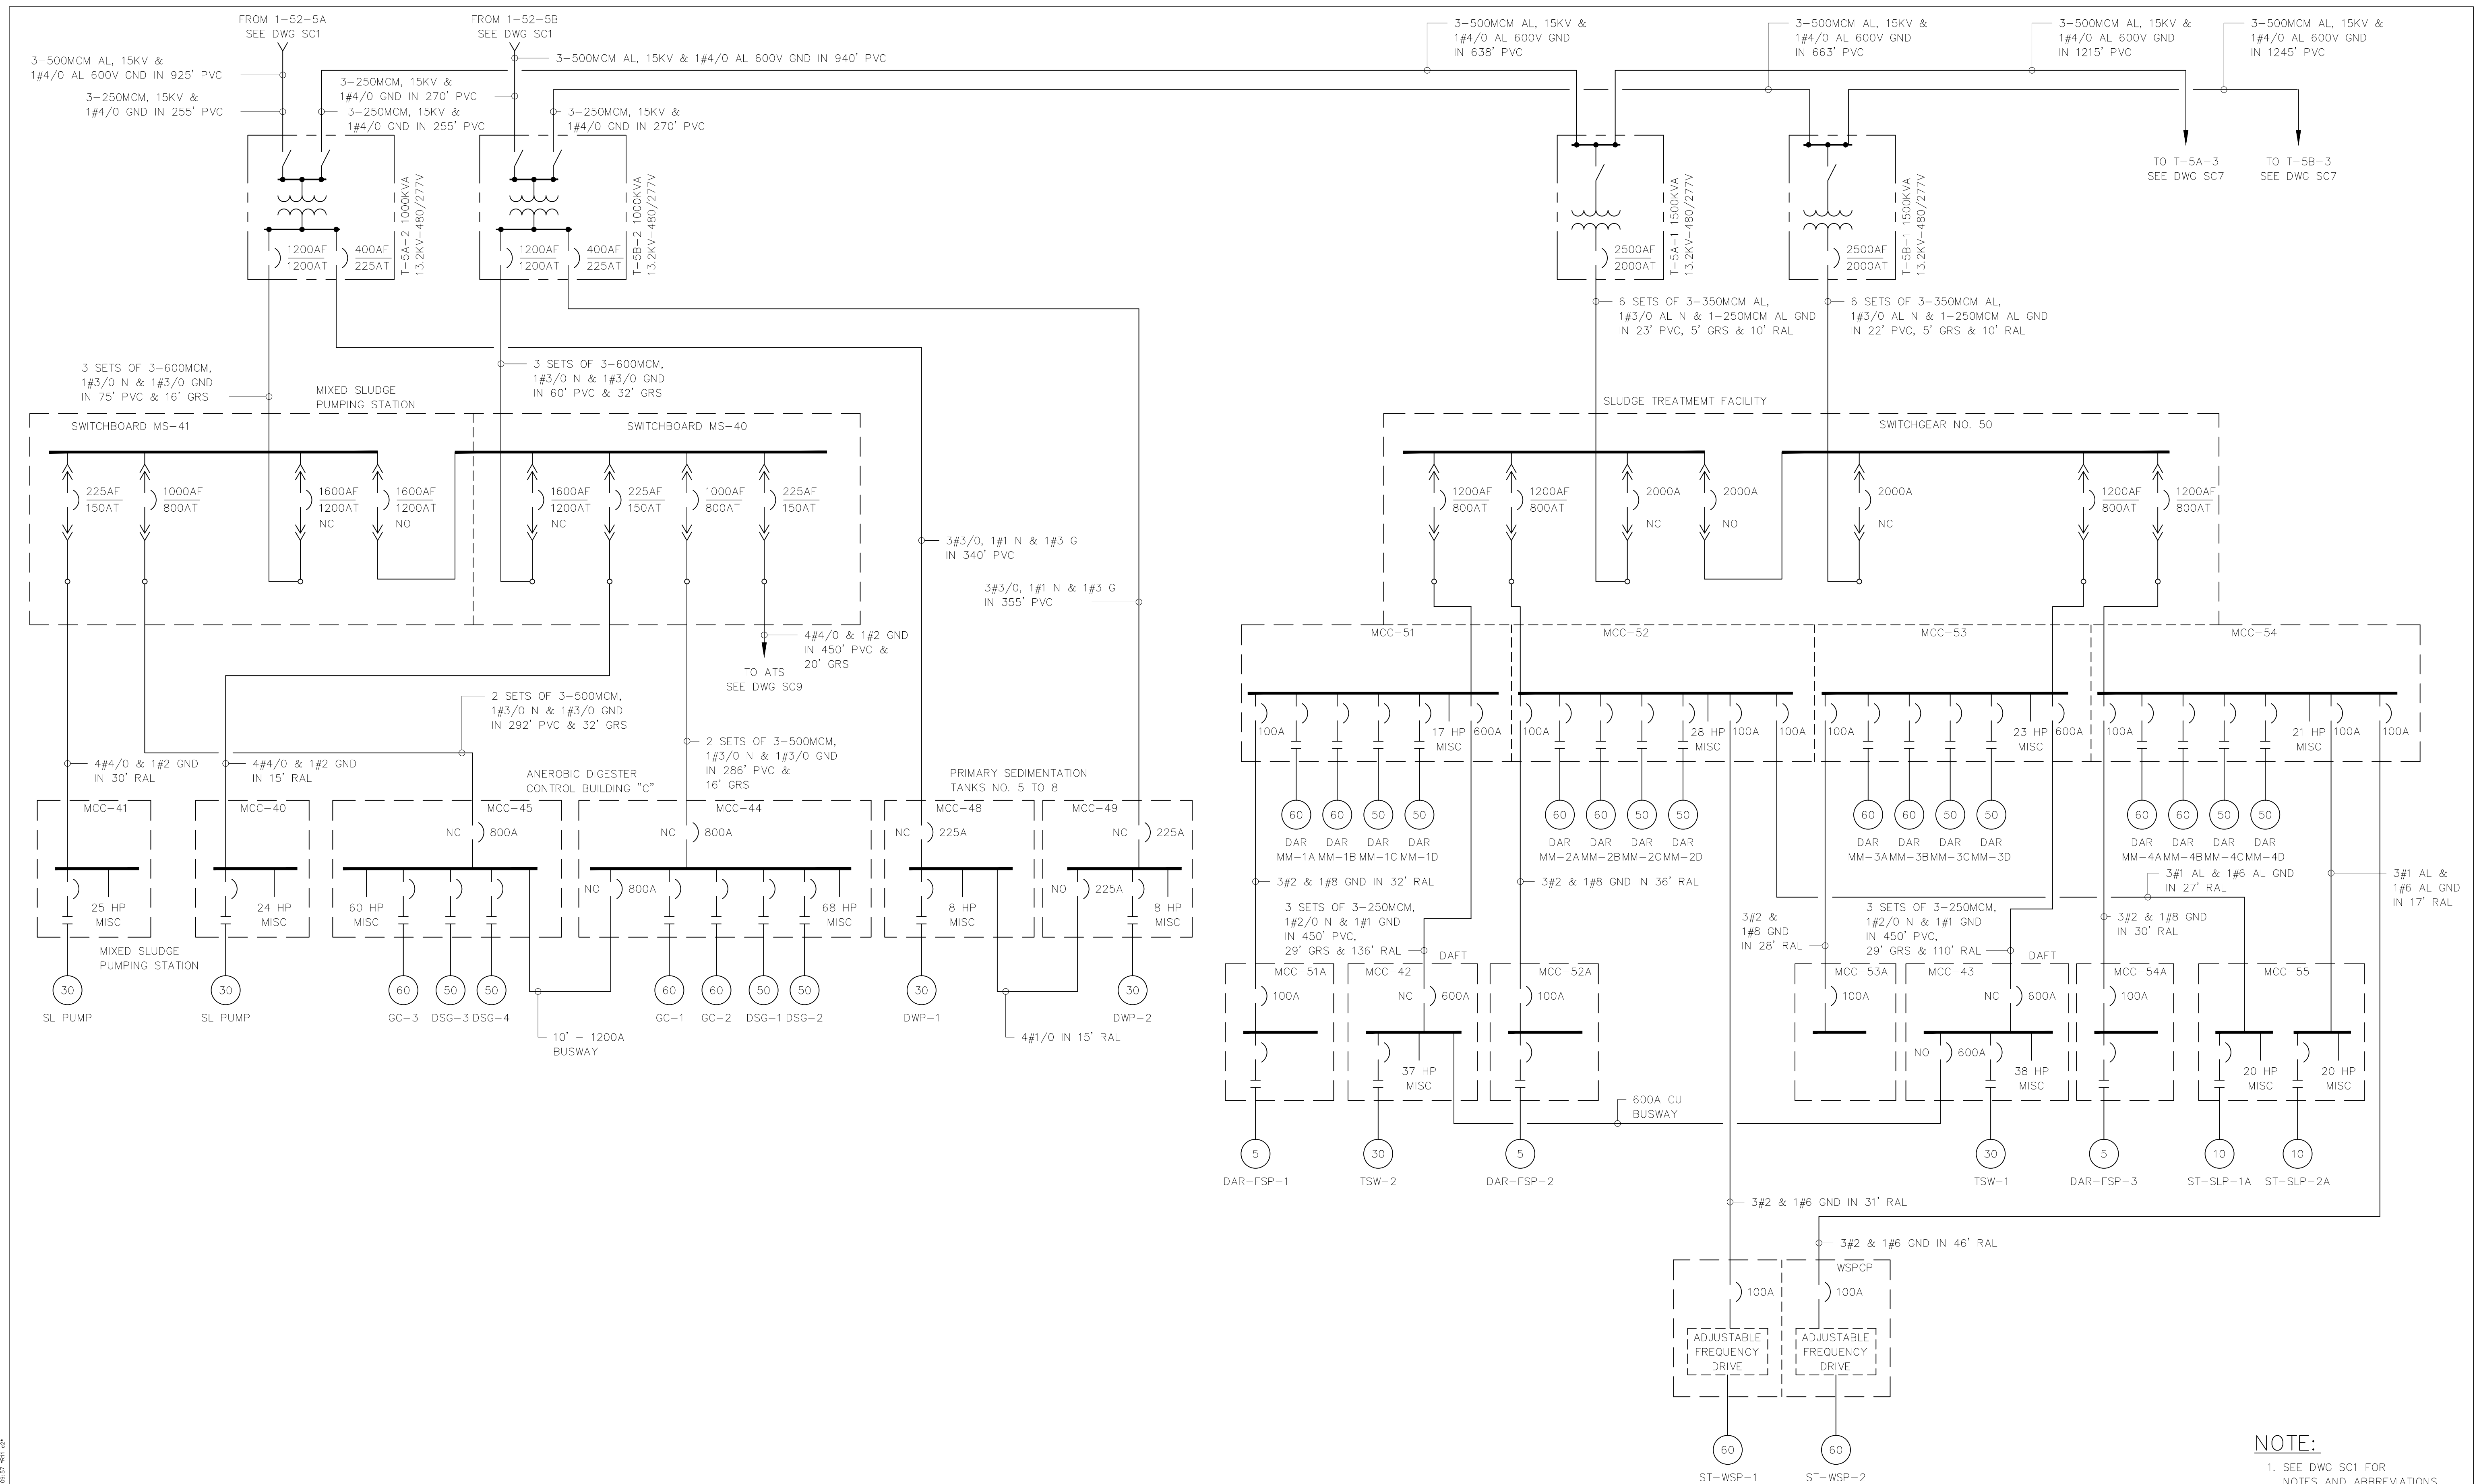 FROM 1-52-5A
SEE DWG SC1
FROM 1-52-5B
SEE DWG SC1
3-500MCM AL, 15KV &
1#4/0 AL 600V GND IN 925' PVC
3-250MCM, 15KV &
1#4/0 GND IN 255' PVC
3-250MCM, 15KV &
1#4/0 GND IN 270' PVC
3-250MCM, 15KV &
1#4/0 GND IN 255' PVC
3-500MCM AL, 15KV & 1#4/0 AL 600V GND IN 940' PVC
3-250MCM, 15KV &
1#4/0 GND IN 270' PVC
3-500MCM AL, 15KV &
1#4/0 AL 600V GND
IN 638' PVC
3-500MCM AL, 15KV &
1#4/0 AL 600V GND
IN 663' PVC
3-500MCM AL, 15KV &
1#4/0 AL 600V GND
IN 1215' PVC
3-500MCM AL, 15KV &
1#4/0 AL 600V GND
IN 1245' PVC
TO T-5A-3
SEE DWG SC7
TO T-5B-3
SEE DWG SC7
1200AF
1200AT
400AF
225AT
T-5A-2 1000KVA
13.2KV-480/277V
1200AF
1200AT
400AF
225AT
T-5B-2 1000KVA
13.2KV-480/277V
2500AF
2000AT
T-5A-1 1500KVA
13.2KV-480/277V
2500AF
2000AT
T-5B-1 1500KVA
13.2KV-480/277V
6 SETS OF 3-350MCM AL,
1#3/0 AL N & 1-250MCM AL GND
IN 23' PVC, 5' GRS & 10' RAL
6 SETS OF 3-350MCM AL,
1#3/0 AL N & 1-250MCM AL GND
IN 22' PVC, 5' GRS & 10' RAL
3 SETS OF 3-600MCM,
1#3/0 N & 1#3/0 GND
IN 75' PVC & 16' GRS
MIXED SLUDGE
PUMPING STATION
3 SETS OF 3-600MCM,
1#3/0 N & 1#3/0 GND
IN 60' PVC & 32' GRS
SLUDGE TREATMEMT FACILITY
SWITCHBOARD MS-41
SWITCHBOARD MS-40
SWITCHGEAR NO. 50
225AF
150AT
1000AF
800AT
1600AF
1200AT
NC
1600AF
1200AT
NO
1600AF
1200AT
NC
225AF
150AT
1000AF
800AT
225AF
150AT
1200AF
800AT
1200AF
800AT
2000A
NC
2000A
NO
2000A
NC
1200AF
800AT
1200AF
800AT
3#3/0, 1#1 N & 1#3 G
IN 340' PVC
3#3/0, 1#1 N & 1#3 G
IN 355' PVC
4#4/0 & 1#2 GND
IN 450' PVC &
20' GRS
TO ATS
SEE DWG SC9
MCC-51
MCC-52
MCC-53
MCC-54
2 SETS OF 3-500MCM,
1#3/0 N & 1#3/0 GND
IN 292' PVC & 32' GRS
2 SETS OF 3-500MCM,
1#3/0 N & 1#3/0 GND
IN 286' PVC &
16' GRS
4#4/0 & 1#2 GND
IN 30' RAL
4#4/0 & 1#2 GND
IN 15' RAL
ANEROBIC DIGESTER
CONTROL BUILDING "C"
PRIMARY SEDIMENTATION
TANKS NO. 5 TO 8
100A
17 HP
MISC
600A
100A
28 HP
MISC
100A
100A
100A
23 HP
MISC
600A
100A
21 HP
MISC
100A
100A
MCC-41
MCC-40
MCC-45
MCC-44
MCC-48
MCC-49
NC
800A
NC
800A
NC
225A
NC
225A
60
60
50
50
60
60
50
50
60
60
50
50
60
60
50
50
DAR
MM-1A
DAR
MM-1B
DAR
MM-1C
DAR
MM-1D
DAR
MM-2A
DAR
MM-2B
DAR
MM-2C
DAR
MM-2D
DAR
MM-3A
DAR
MM-3B
DAR
MM-3C
DAR
MM-3D
DAR
MM-4A
DAR
MM-4B
DAR
MM-4C
DAR
MM-4D
25 HP
MISC
24 HP
MISC
60 HP
MISC
NO
800A
68 HP
MISC
8 HP
MISC
NO
225A
8 HP
MISC
MIXED SLUDGE
PUMPING STATION
30
SL PUMP
30
SL PUMP
60
GC-3
50
DSG-3
50
DSG-4
60
GC-1
60
GC-2
50
DSG-1
50
DSG-2
30
DWP-1
30
DWP-2
10' - 1200A
BUSWAY
4#1/0 IN 15' RAL
3#2 & 1#8 GND IN 32' RAL
3 SETS OF 3-250MCM,
1#2/0 N & 1#1 GND
IN 450' PVC,
29' GRS & 136' RAL
DAFT
3#2 & 1#8 GND IN 36' RAL
3#2 &
1#8 GND
IN 28' RAL
3 SETS OF 3-250MCM,
1#2/0 N & 1#1 GND
IN 450' PVC,
29' GRS & 110' RAL
DAFT
3#2 & 1#8 GND
IN 30' RAL
3#1 AL & 1#6 AL GND
IN 27' RAL
3#1 AL &
1#6 AL GND
IN 17' RAL
MCC-51A
MCC-42
MCC-52A
MCC-53A
MCC-43
MCC-54A
MCC-55
100A
NC
600A
100A
100A
NC
600A
100A
37 HP
MISC
NO
600A
38 HP
MISC
20 HP
MISC
20 HP
MISC
600A CU
BUSWAY
5
DAR-FSP-1
30
TSW-2
5
DAR-FSP-2
30
TSW-1
5
DAR-FSP-3
10
ST-SLP-1A
10
ST-SLP-2A
3#2 & 1#6 GND IN 31' RAL
3#2 & 1#6 GND IN 46' RAL
WSPCP
100A
100A
ADJUSTABLE
FREQUENCY
DRIVE
ADJUSTABLE
FREQUENCY
DRIVE
60
ST-WSP-1
60
ST-WSP-2
NOTE:
1. SEE DWG SC1 FOR
NOTES AND ABBREVIATIONS